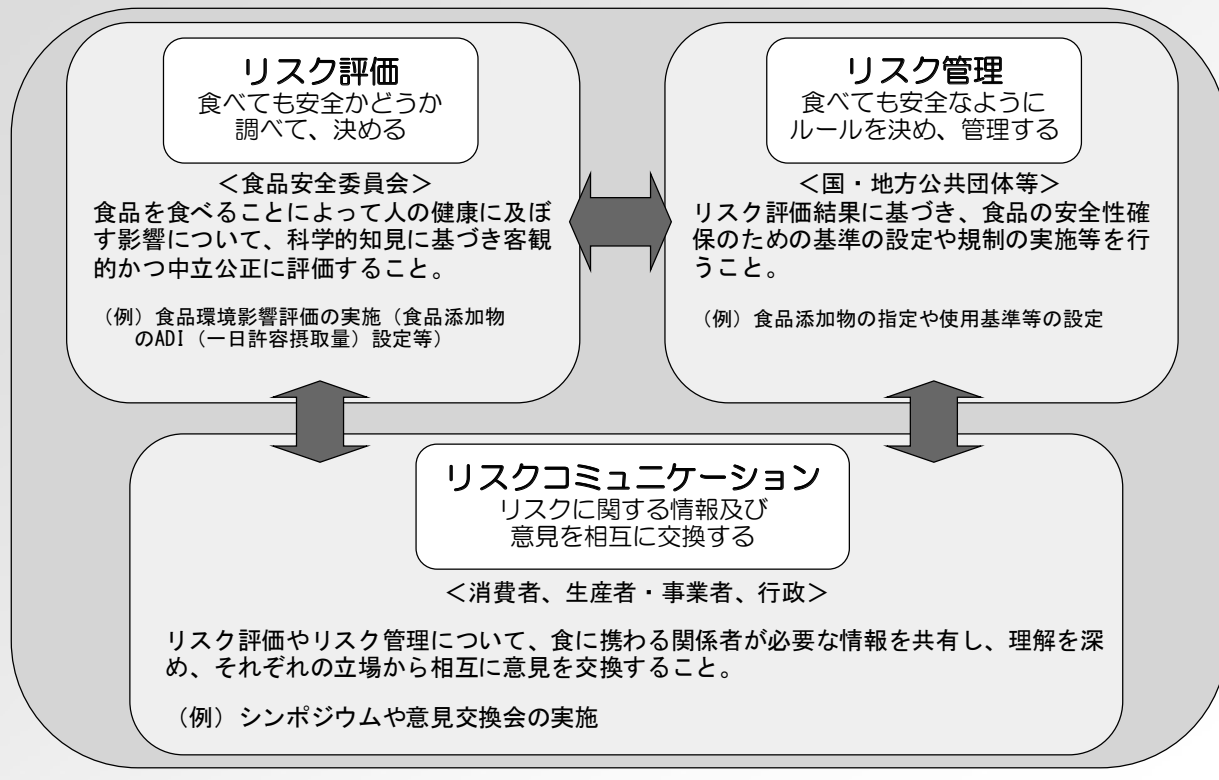 リスク評価
食べても安全かどうか
調べて、決める
＜食品安全委員会＞
食品を食べることによって人の健康に及ぼ
す影響について、科学的知見に基づき客観
的かつ中立公正に評価すること。
（例）食品環境影響評価の実施（食品添加物
のADI（一日許容摂取量）設定等）
リスク管理
食べても安全なように
ルールを決め、管理する
＜国・地方公共団体等＞
リスク評価結果に基づき、食品の安全性確
保のための基準の設定や規制の実施等を行
うこと。
（例）食品添加物の指定や使用基準等の設定
リスクコミュニケーション
リスクに関する情報及び
意見を相互に交換する
＜消費者、生産者・事業者、行政＞
リスク評価やリスク管理について、食に携わる関係者が必要な情報を共有し、理解を深
め、それぞれの立場から相互に意見を交換すること。
（例）シンポジウムや意見交換会の実施